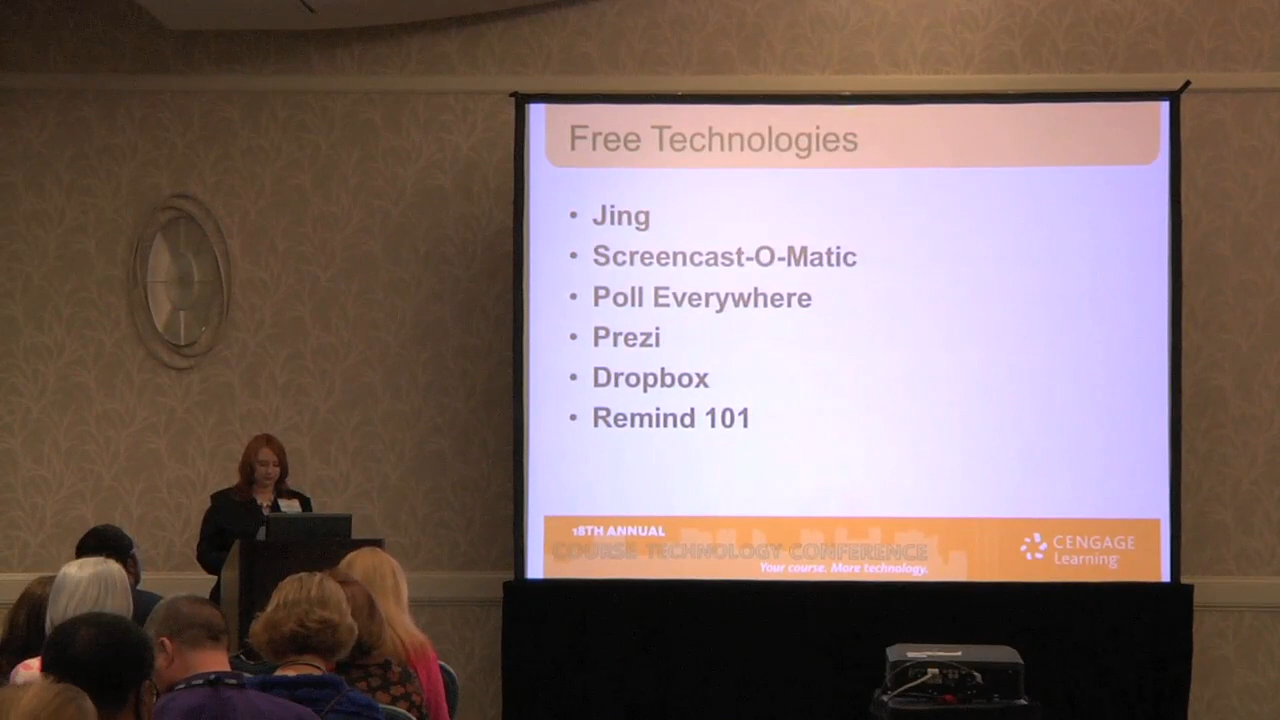 Free Technologies
• Jing
• Screencast-O-Matic
• Poll Everywhere
• Prezi
• Dropbox
• Remind 101
18TH ANNUAL
COURSE TECHNOLOGY CONFERENCE
Your course. More technology.
CENGAGE
Learning